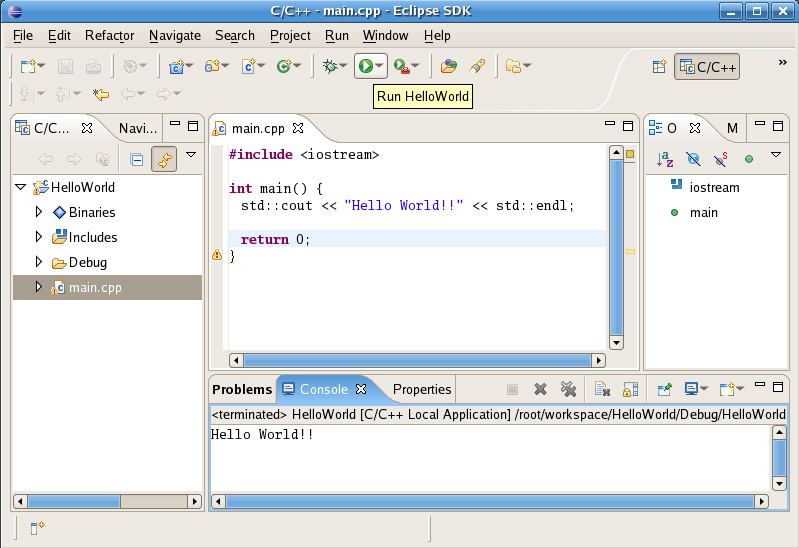 C/C++ - main.cpp - Eclipse SDK
File Edit Refactor Navigate Search Project Run Window Help
C/C++
»
Run HelloWorld
C/C... Navi...
HelloWorld
Binaries
Includes
Debug
main.cpp
main.cpp
#include <iostream>
int main() {
std::cout << "Hello World!!" << std::endl;
return 0;
}
O M
iostream
main
Problems Console Properties
<terminated> HelloWorld [C/C++ Local Application] /root/workspace/HelloWorld/Debug/HelloWorld
Hello World!!